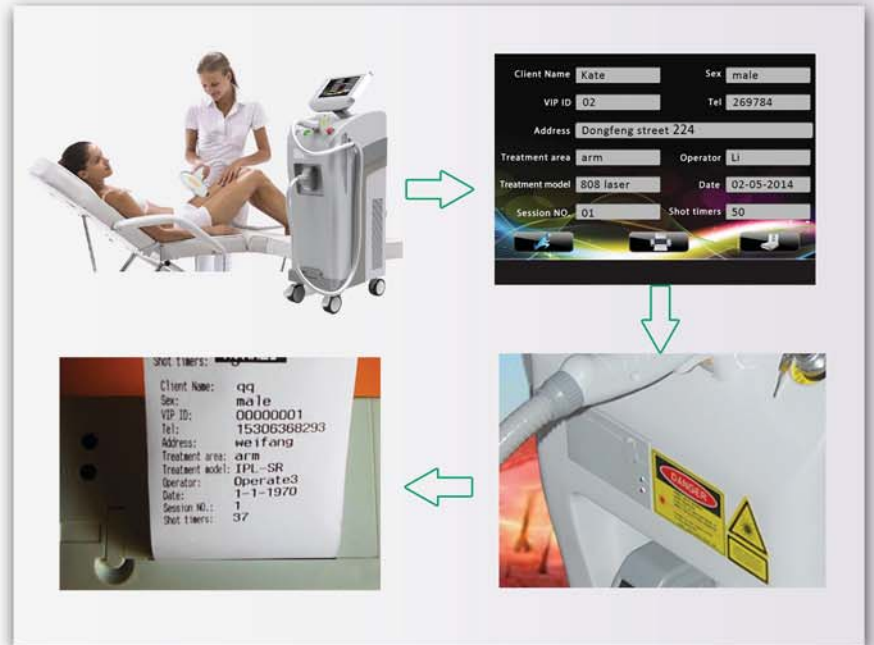 Client Name Kate Sex male
VIP ID 02 Tel 269784
Address Dongfeng street 224
Treatment area arm Operator Li
Treatment model 808 laser Date 02-05-2014
Session NO. 01 Shot timers 50
DANGER
Shot timers:
Client Name: qq
Sex: male
VIP ID: 00000001
Tel: 15306368293
Address: weifang
Treatment area: arm
Treatment model: IPL-SR
Operator: Operate3
Date: 1-1-1970
Session NO.: 1
Shot timers: 37